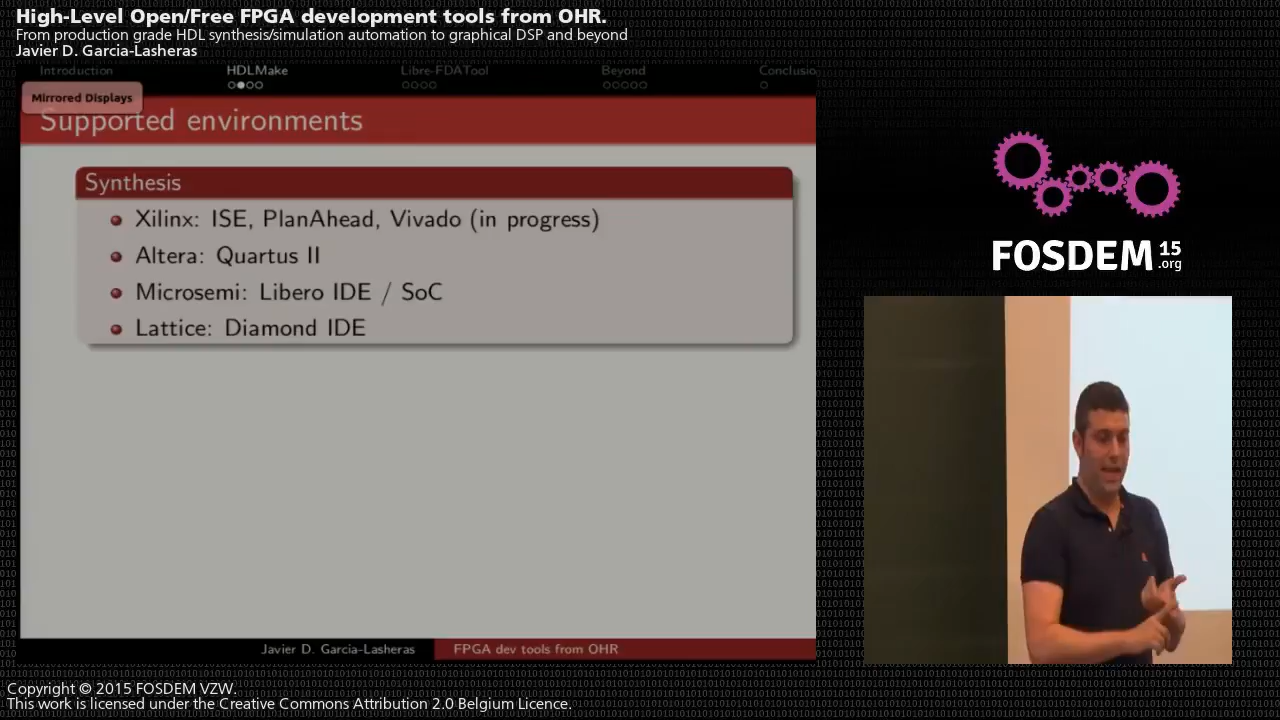 High-Level Open/Free FPGA development tools from OHR.
From production grade HDL synthesis/simulation automation to graphical DSP and beyond
Javier D. Garcia-Lasheras
Introduction HDLMake Libre-FDATool Beyond Conclusio
Mirrored Displays
Supported environments
Synthesis
Xilinx: ISE, PlanAhead, Vivado (in progress)
Altera: Quartus II
Microsemi: Libero IDE / SoC
Lattice: Diamond IDE
Javier D. Garcia-Lasheras FPGA dev tools from OHR
FOSDEM 15
.org
Copyright © 2015 FOSDEM VZW.
This work is licensed under the Creative Commons Attribution 2.0 Belgium Licence.